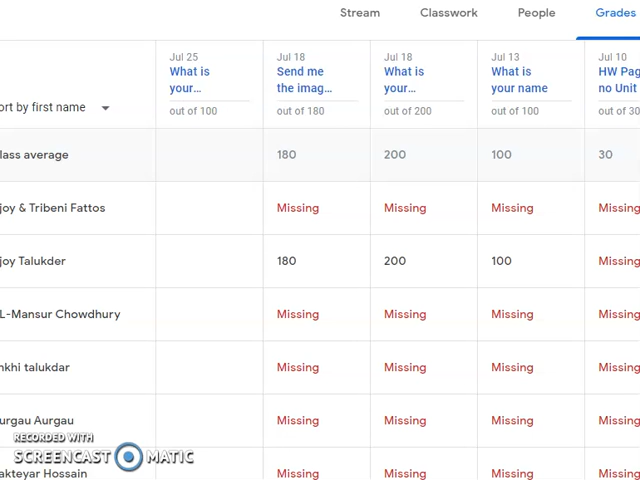 Stream Classwork People Grades
Jul 25 Jul 18 Jul 18 Jul 13 Jul 10
What is Send me What is What is HW Pag
your... the imag... your... your name no Unit
ort by first name
out of 100 out of 180 out of 200 out of 100 out of 30
lass average 180 200 100 30
joy & Tribeni Fattos Missing Missing Missing Missing
joy Talukder 180 200 100 Missing
L-Mansur Chowdhury Missing Missing Missing Missing
nkhi talukdar Missing Missing Missing Missing
urgau Aurgau Missing Missing Missing Missing
RECORDED WITH
SCREENCAST MATIC
akteyar Hossain Missing Missing Missing Missing